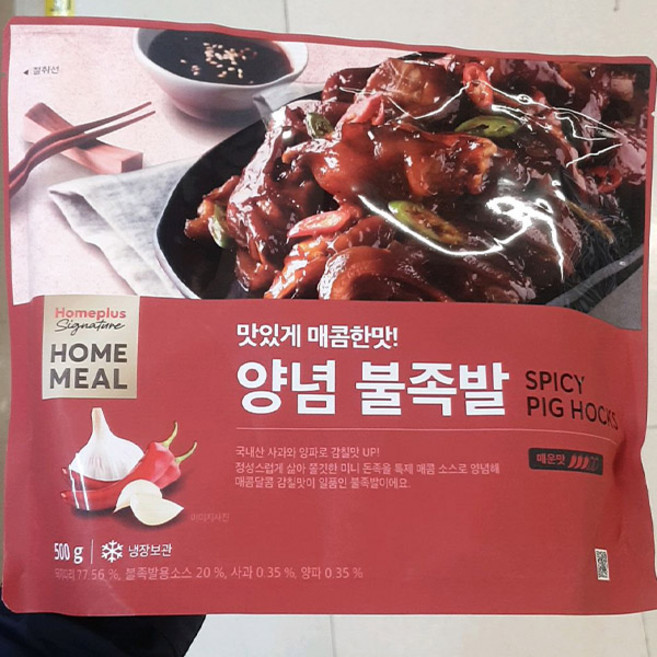 ◀절취선
Homeplus
Signature
HOME
MEAL
맛있게 매콤한맛!
양념 불족발
SPICY
PIG HOCKS
매운맛
국내산 사과와 양파로 감칠맛 UP!
정성스럽게 삶아 쫄깃한 미니 돈족을 특제 매콤 소스로 양념해
매콤달콤 감칠맛이 일품인 불족발이에요.
이미지사진
500 g
냉장보관
77.56 %, 불족발용소스 20 %, 사과 0.35 %, 양파 0.35 %